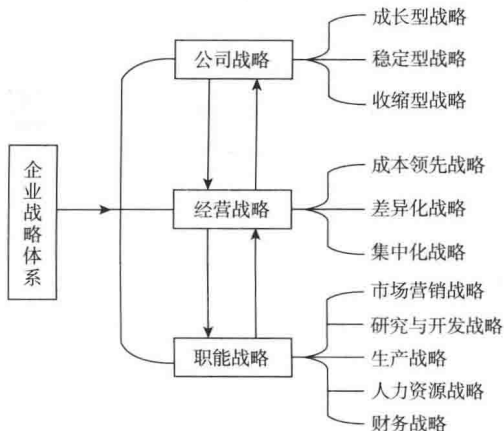 企业战略体系
公司战略
成长型战略
稳定型战略
收缩型战略
经营战略
成本领先战略
差异化战略
集中化战略
职能战略
市场营销战略
研究与开发战略
生产战略
人力资源战略
财务战略